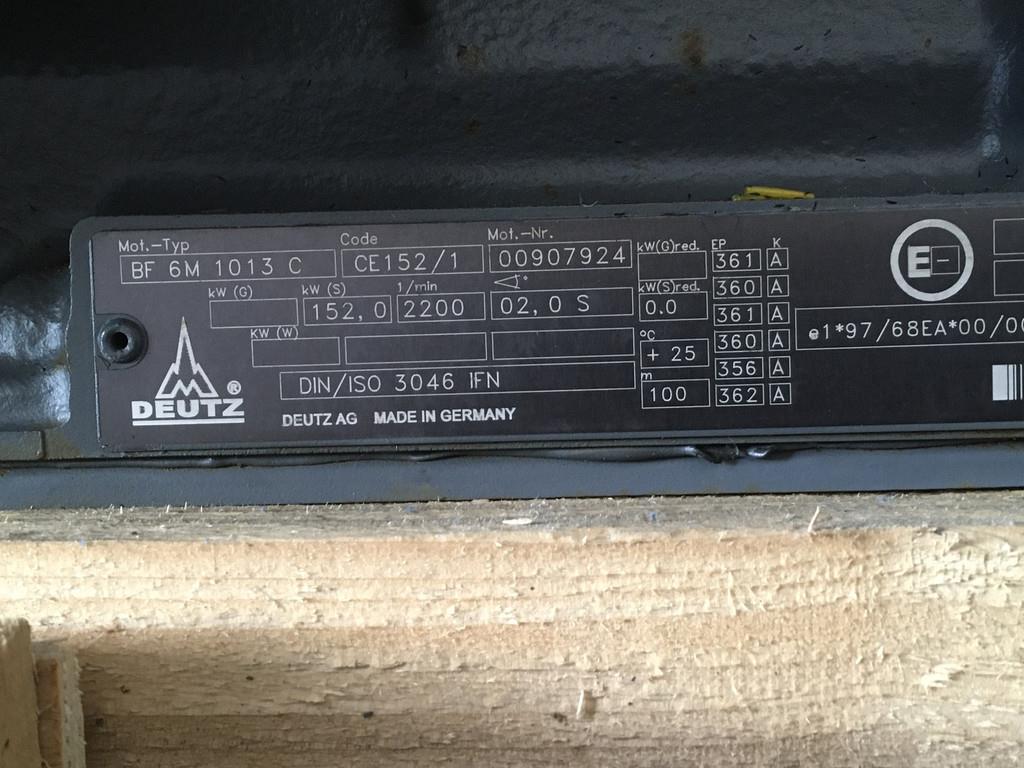 Mot.-Typ Code Mot.-Nr. kW(G)red. EP K
BF 6M 1013 C CE152/1 00907924 361 A
kW (G) kW (S) 1/min ° kW(S)red. 360 A
152,0 2200 02,0 S 0.0 361 A
KW (W) °C 360 A
+ 25 356 A
DIN/ISO 3046 IFN m 100 362 A
DEUTZ ®
DEUTZ AG MADE IN GERMANY
E
e1*97/68EA*00/00